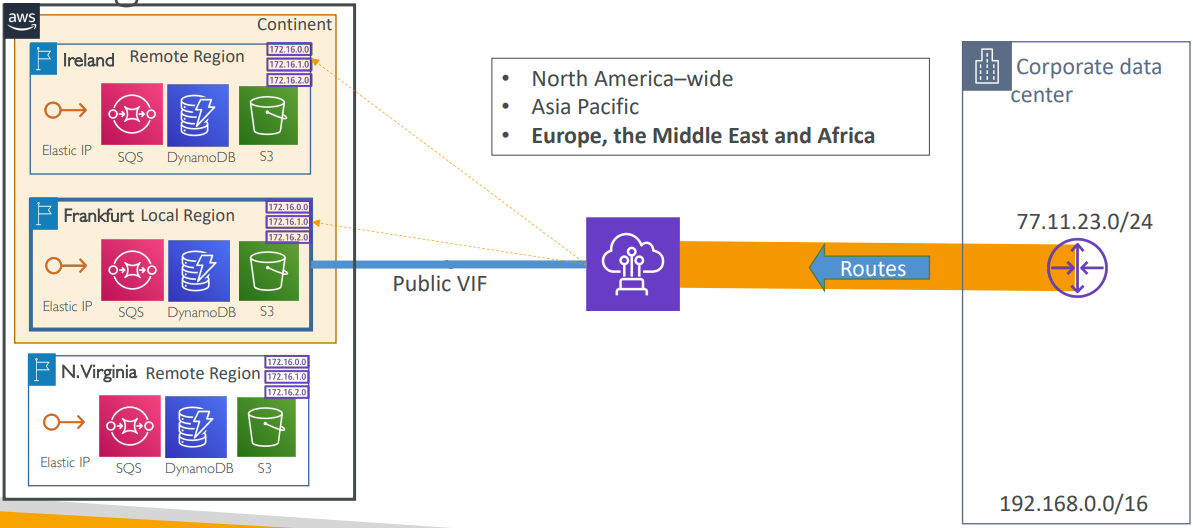 aws
Continent
Ireland Remote Region
172.16.0.0
172.16.1.0
172.16.2.0
Elastic IP
SQS
DynamoDB
S3
Frankfurt Local Region
172.16.0.0
172.16.1.0
172.16.2.0
Elastic IP
SQS
DynamoDB
S3
N.Virginia Remote Region
172.16.0.0
172.16.1.0
172.16.2.0
Elastic IP
SQS
DynamoDB
S3
Public VIF
• North America–wide
• Asia Pacific
• Europe, the Middle East and Africa
Routes
Corporate data
center
77.11.23.0/24
192.168.0.0/16